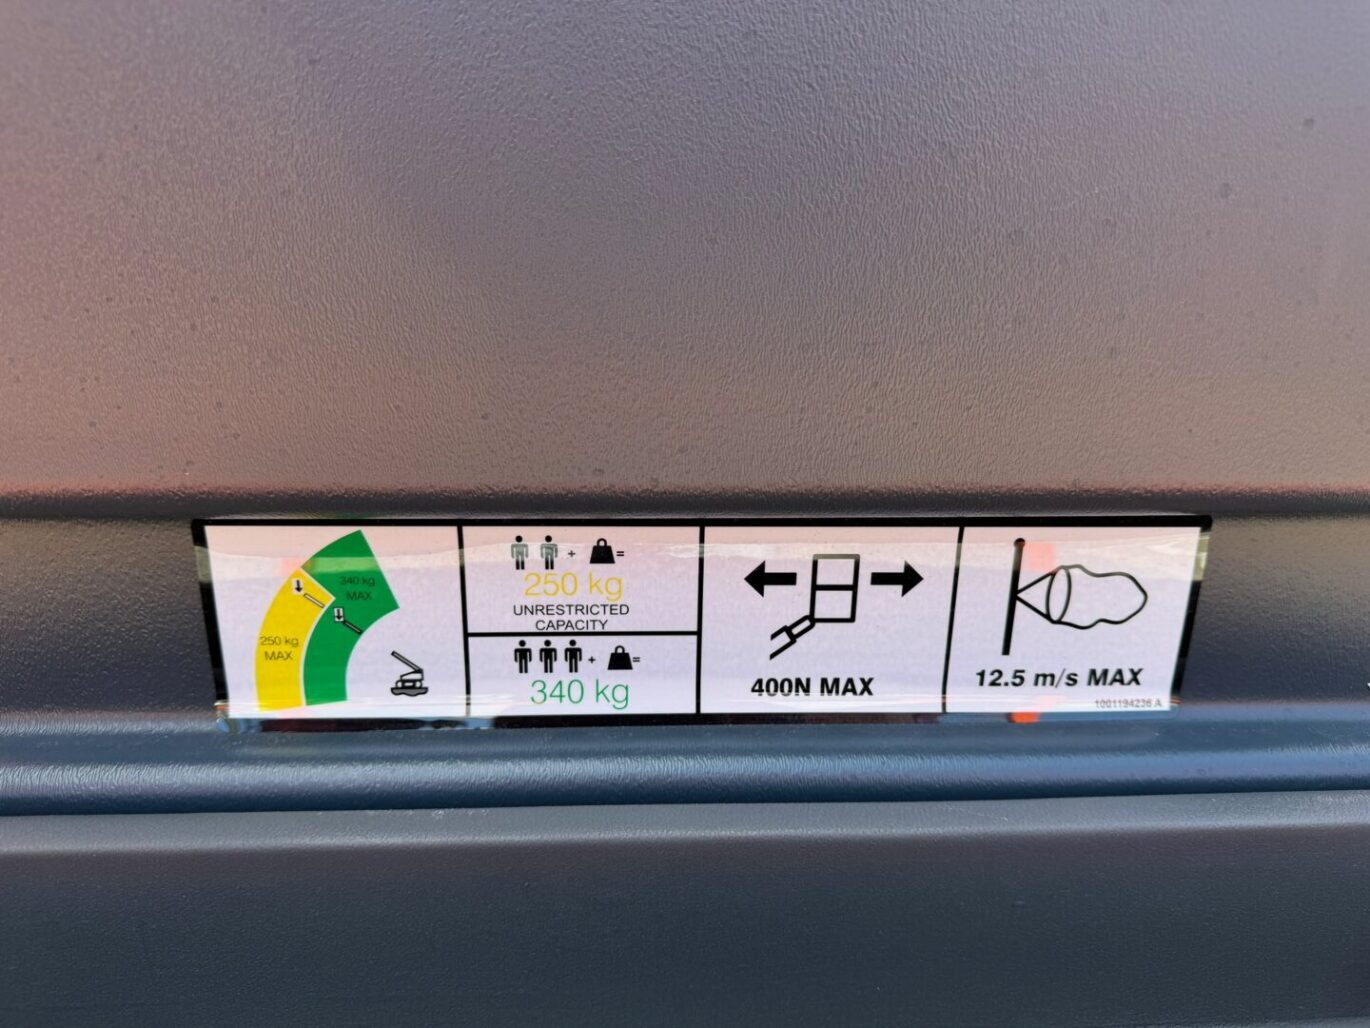 340 kg
MAX
250 kg
MAX
+ =
250 kg
UNRESTRICTED
CAPACITY
+ =
340 kg
400N MAX
12.5 m/s MAX
1001194236 A